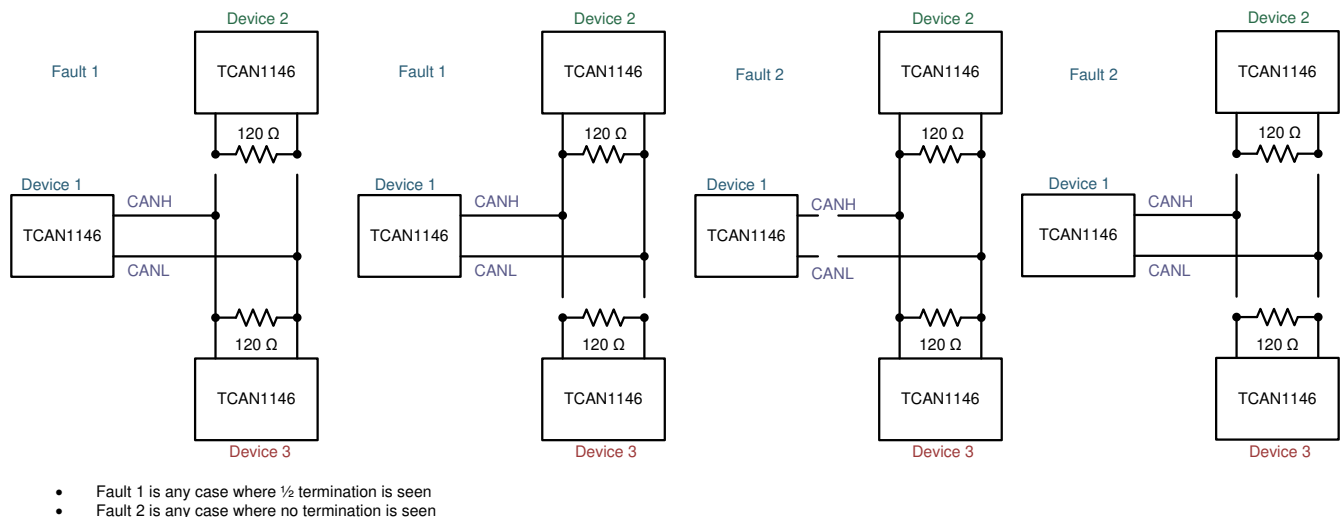 Device 2
Device 2
Device 2
Device 2
Fault 1
TCAN1146
Fault 1
TCAN1146
Fault 2
TCAN1146
Fault 2
TCAN1146
120 Ω
120 Ω
120 Ω
120 Ω
Device 1
Device 1
Device 1
Device 1
CANH
CANH
CANH
CANH
TCAN1146
TCAN1146
TCAN1146
TCAN1146
CANL
CANL
CANL
CANL
120 Ω
120 Ω
120 Ω
120 Ω
TCAN1146
TCAN1146
TCAN1146
TCAN1146
Device 3
Device 3
Device 3
Device 3
• Fault 1 is any case where ½ termination is seen
• Fault 2 is any case where no termination is seen